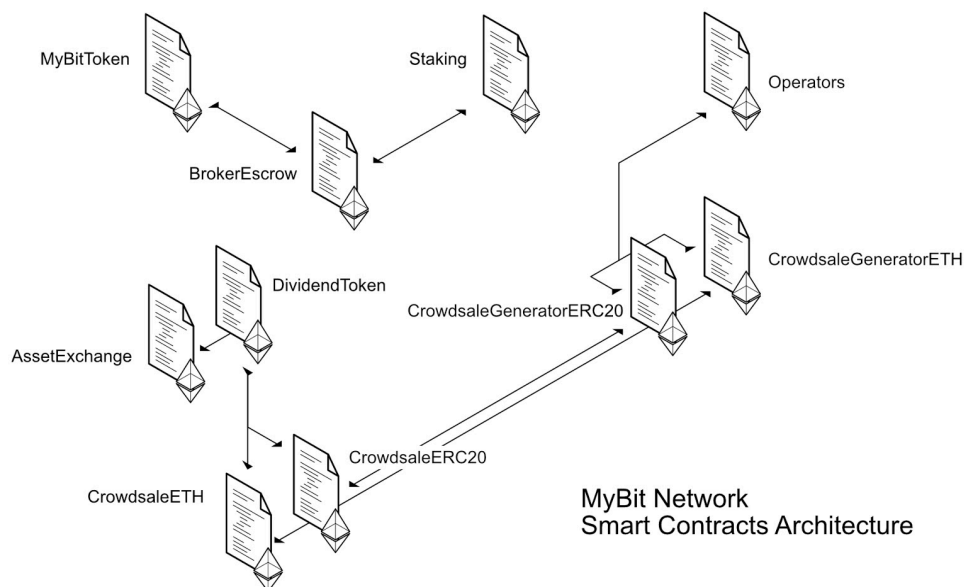 MyBitToken
Staking
Operators
BrokerEscrow
CrowdsaleGeneratorETH
DividendToken
CrowdsaleGeneratorERC20
AssetExchange
CrowdsaleERC20
CrowdsaleETH
MyBit Network
Smart Contracts Architecture